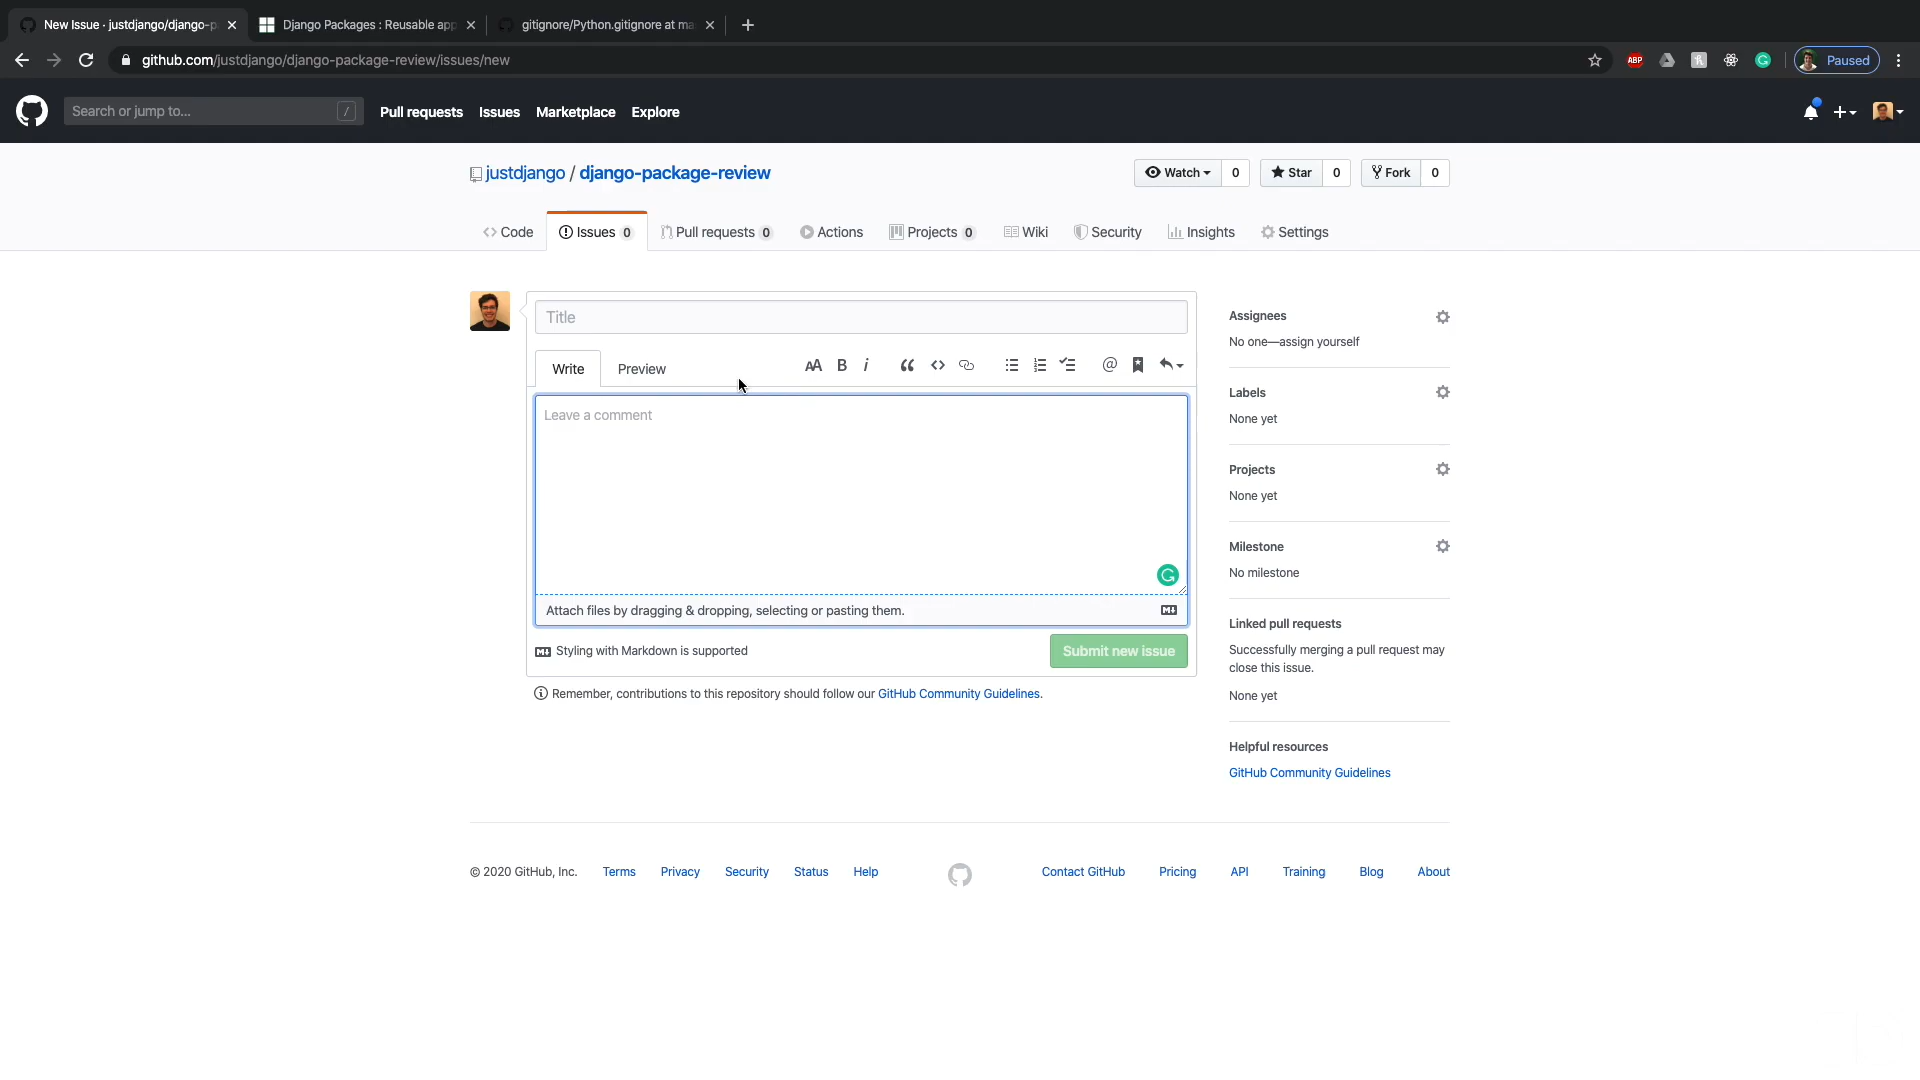 New Issue · justdjango/django-p
Django Packages : Reusable app
gitignore/Python.gitignore at ma
github.com/justdjango/django-package-review/issues/new
ABP
Paused
Search or jump to...
/
Pull requests
Issues
Marketplace
Explore
justdjango / django-package-review
Watch 0
Star 0
Fork 0
Code
Issues 0
Pull requests 0
Actions
Projects 0
Wiki
Security
Insights
Settings
Title
Write
Preview
AA B i
@
Leave a comment
Attach files by dragging & dropping, selecting or pasting them.
Styling with Markdown is supported
Submit new issue
Remember, contributions to this repository should follow our GitHub Community Guidelines.
Assignees
No one—assign yourself
Labels
None yet
Projects
None yet
Milestone
No milestone
Linked pull requests
Successfully merging a pull request may
close this issue.
None yet
Helpful resources
GitHub Community Guidelines
© 2020 GitHub, Inc.
Terms
Privacy
Security
Status
Help
Contact GitHub
Pricing
API
Training
Blog
About